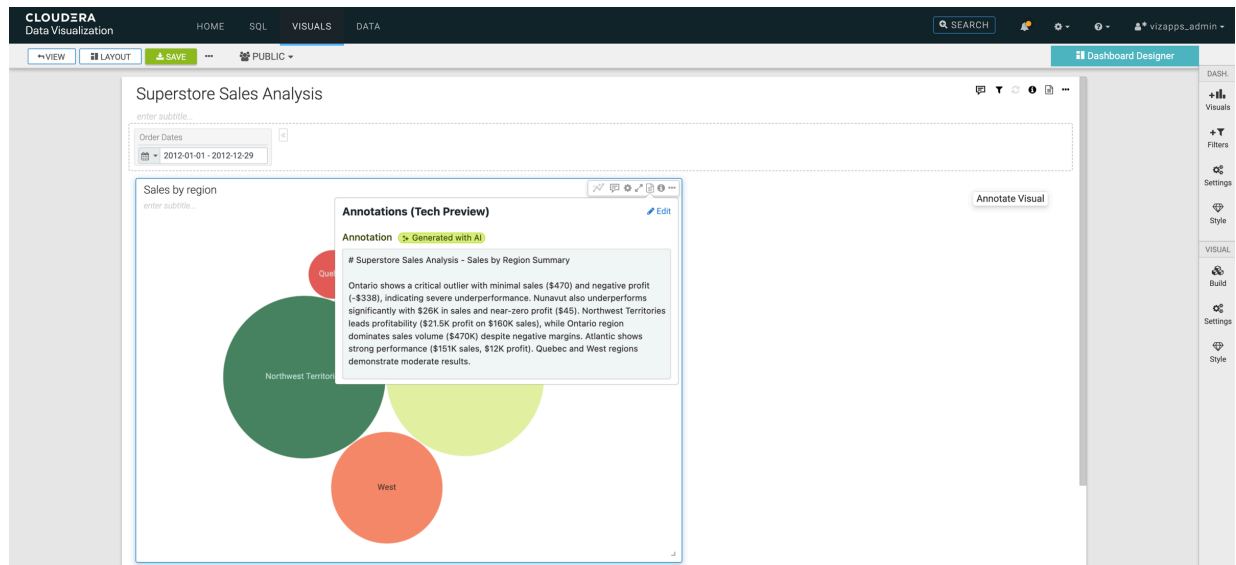 CLOUDERA
Data Visualization
HOME SQL VISUALS DATA
SEARCH
vizapps_admin
VIEW LAYOUT SAVE PUBLIC
Dashboard Designer
DASH.
Visuals
Filters
Settings
Style
VISUAL
Build
Settings
Style
Superstore Sales Analysis
enter subtitle...
Order Dates
2012-01-01 - 2012-12-29
Sales by region
enter subtitle...
Annotate Visual
Annotations (Tech Preview)
Edit
Annotation Generated with AI
# Superstore Sales Analysis - Sales by Region Summary
Ontario shows a critical outlier with minimal sales ($470) and negative profit
(-$338), indicating severe underperformance. Nunavut also underperforms
significantly with $26K in sales and near-zero profit ($45). Northwest Territories
leads profitability ($21.5K profit on $160K sales), while Ontario region
dominates sales volume ($470K) despite negative margins. Atlantic shows
strong performance ($151K sales, $12K profit). Quebec and West regions
demonstrate moderate results.
Northwest Territori
West